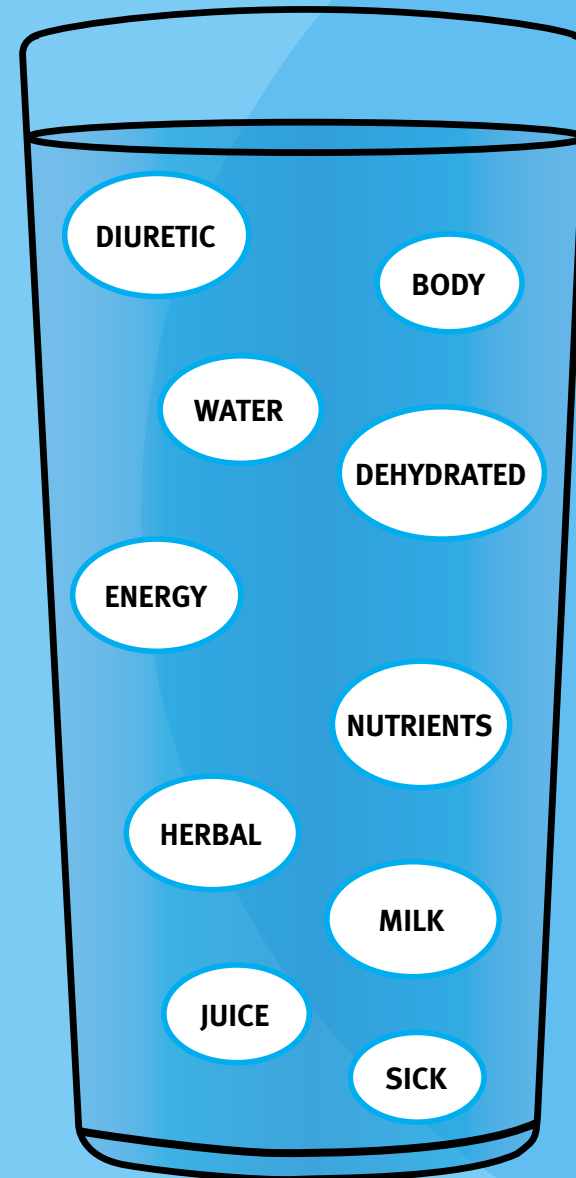 DIURETIC
BODY
WATER
DEHYDRATED
ENERGY
NUTRIENTS
HERBAL
MILK
JUICE
SICK